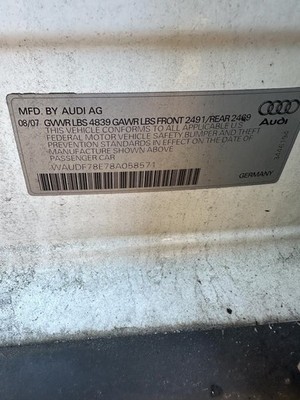 MFD. BY AUDI AG
08/07 GVWR LBS 4839 GAWR LBS FRONT 2491/REAR 2469
THIS VEHICLE CONFORMS TO ALL APPLICABLE U.S.
FEDERAL MOTOR VEHICLE SAFETY BUMPER AND THEFT
PREVENTION STANDARDS IN EFFECT ON THE DATE OF
MANUFACTURE SHOWN ABOVE
PASSENGER CAR
WAUDF78E78A058571
Audi
GERMANY